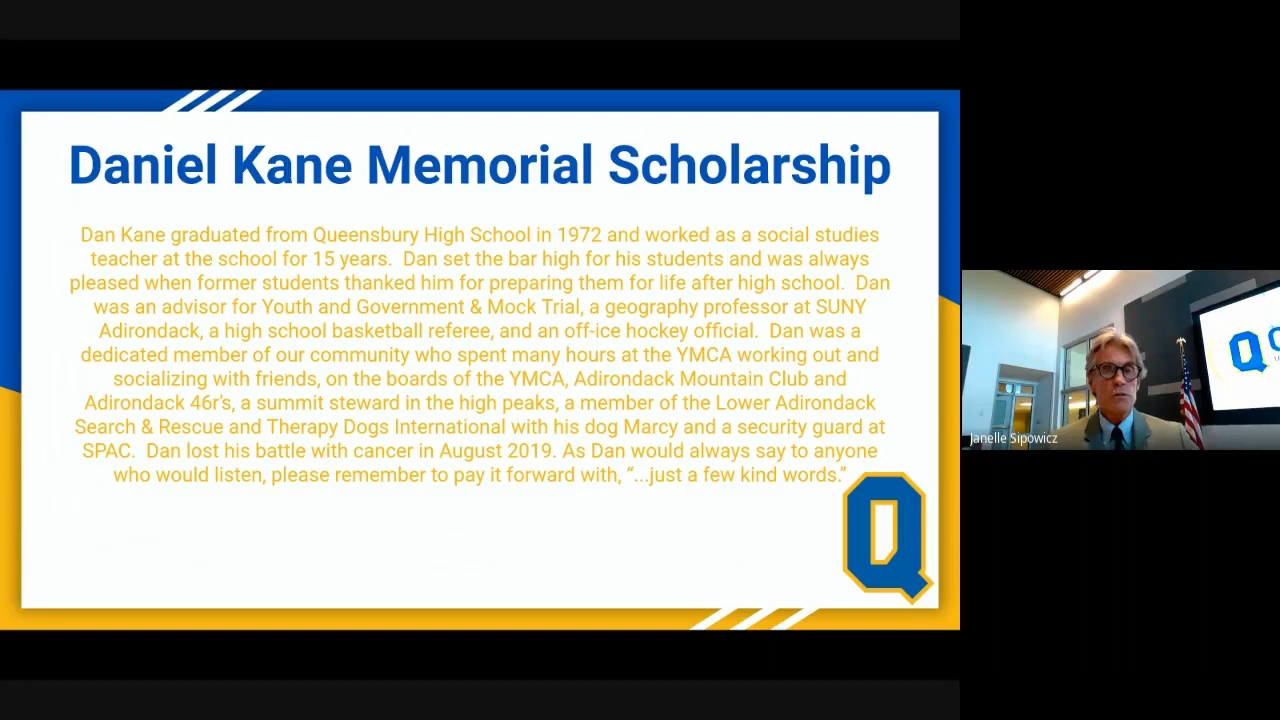 Daniel Kane Memorial Scholarship
Dan Kane graduated from Queensbury High School in 1972 and worked as a social studies
teacher at the school for 15 years.  Dan set the bar high for his students and was always
pleased when former students thanked him for preparing them for life after high school.  Dan
was an advisor for Youth and Government & Mock Trial, a geography professor at SUNY
Adirondack, a high school basketball referee, and an off-ice hockey official.  Dan was a
dedicated member of our community who spent many hours at the YMCA working out and
socializing with friends, on the boards of the YMCA, Adirondack Mountain Club and
Adirondack 46r's, a summit steward in the high peaks, a member of the Lower Adirondack
Search & Rescue and Therapy Dogs International with his dog Marcy and a security guard at
SPAC.  Dan lost his battle with cancer in August 2019. As Dan would always say to anyone
who would listen, please remember to pay it forward with, “...just a few kind words.”
Q
Q
Janelle Sipowicz